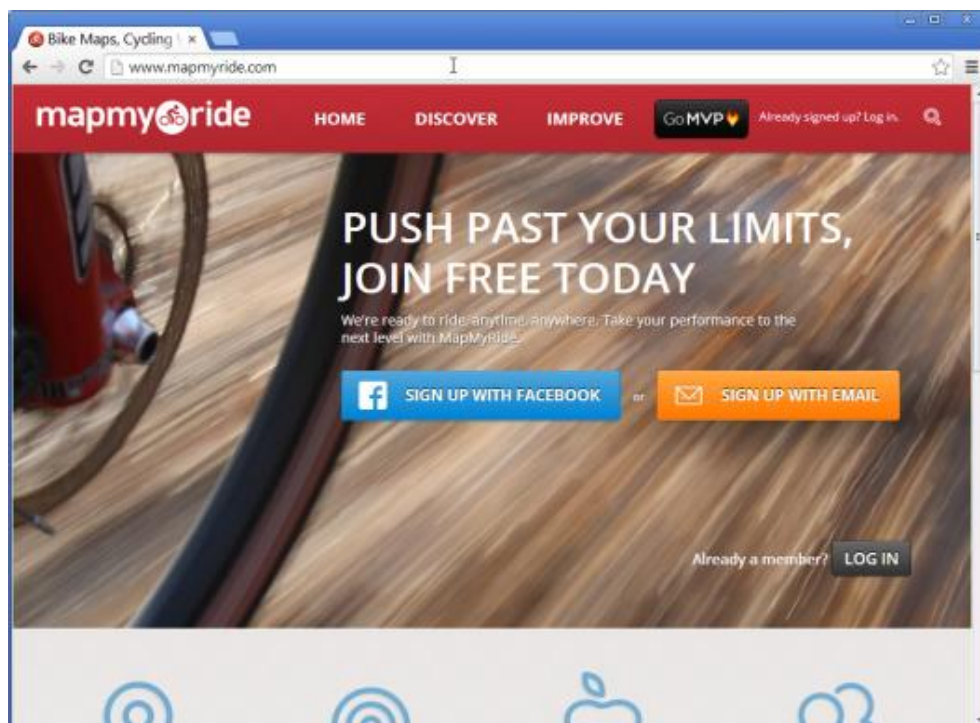 Bike Maps, Cycling
www.mapmyride.com
mapmyride
HOME
DISCOVER
IMPROVE
Go MVP
Already signed up? Log in.
PUSH PAST YOUR LIMITS,
JOIN FREE TODAY
We're ready to ride, anytime, anywhere. Take your performance to the
next level with MapMyRide.
SIGN UP WITH FACEBOOK
or
SIGN UP WITH EMAIL
Already a member?
LOG IN